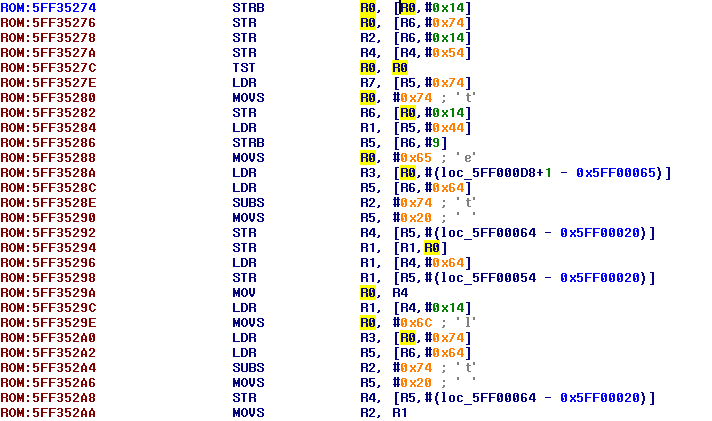 ROM:5FF35274 STRB R0, [R0,#0x14]
ROM:5FF35276 STR R0, [R6,#0x74]
ROM:5FF35278 STR R2, [R6,#0x14]
ROM:5FF3527A STR R4, [R4,#0x54]
ROM:5FF3527C TST R0, R0
ROM:5FF3527E LDR R7, [R5,#0x74]
ROM:5FF35280 MOVS R0, #0x74 ; 't'
ROM:5FF35282 STR R6, [R0,#0x14]
ROM:5FF35284 LDR R1, [R5,#0x44]
ROM:5FF35286 STRB R5, [R6,#9]
ROM:5FF35288 MOVS R0, #0x65 ; 'e'
ROM:5FF3528A LDR R3, [R0,#(loc_5FF000D8+1 - 0x5FF00065)]
ROM:5FF3528C LDR R5, [R6,#0x64]
ROM:5FF3528E SUBS R2, #0x74 ; 't'
ROM:5FF35290 MOVS R5, #0x20 ; ' '
ROM:5FF35292 STR R4, [R5,#(loc_5FF00064 - 0x5FF00020)]
ROM:5FF35294 STR R1, [R1,R0]
ROM:5FF35296 LDR R1, [R4,#0x64]
ROM:5FF35298 STR R1, [R5,#(loc_5FF00054 - 0x5FF00020)]
ROM:5FF3529A MOV R0, R4
ROM:5FF3529C LDR R1, [R4,#0x14]
ROM:5FF3529E MOVS R0, #0x6C ; 'l'
ROM:5FF352A0 LDR R3, [R0,#0x74]
ROM:5FF352A2 LDR R5, [R6,#0x64]
ROM:5FF352A4 SUBS R2, #0x74 ; 't'
ROM:5FF352A6 MOVS R5, #0x20 ; ' '
ROM:5FF352A8 STR R4, [R5,#(loc_5FF00064 - 0x5FF00020)]
ROM:5FF352AA MOVS R2, R1